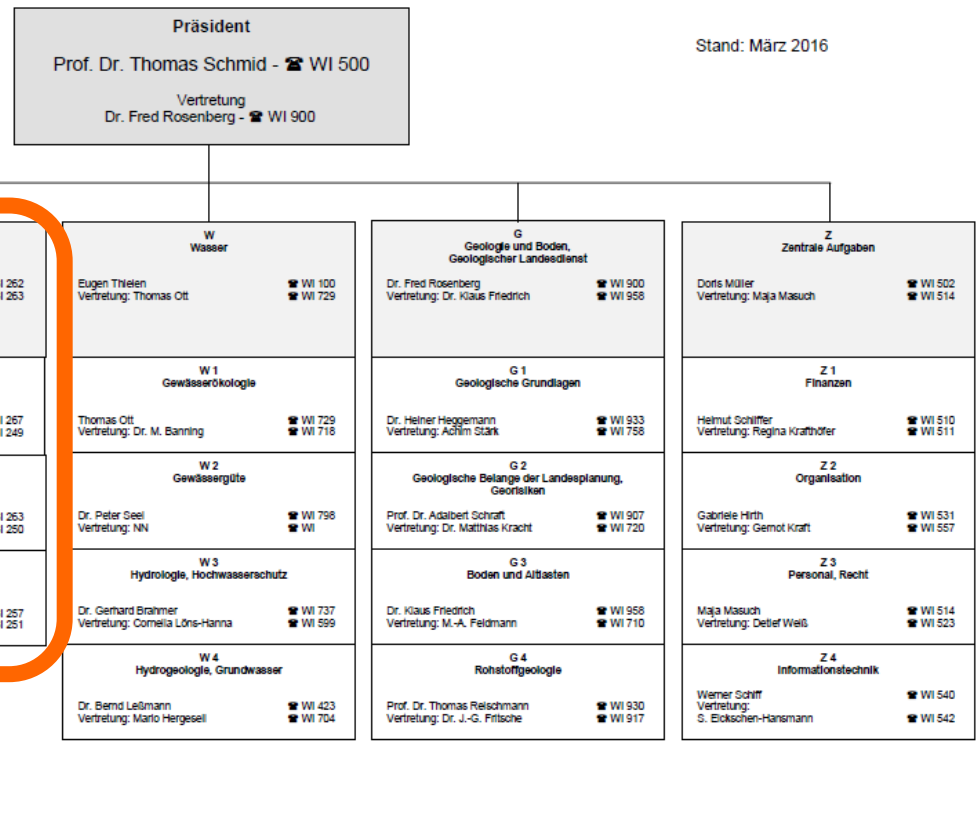 Präsident
Prof. Dr. Thomas Schmid - ☎ WI 500
Vertretung
Dr. Fred Rosenberg - ☎ WI 900
Stand: März 2016
262
263
267
249
263
250
257
251
W
Wasser
Eugen Thielen ☎ WI 100
Vertretung: Thomas Ott ☎ WI 729
W 1
Gewässerökologie
Thomas Ott ☎ WI 729
Vertretung: Dr. M. Banning ☎ WI 718
W 2
Gewässergüte
Dr. Peter Seel ☎ WI 798
Vertretung: NN ☎ WI
W 3
Hydrologie, Hochwasserschutz
Dr. Gerhard Brahmer ☎ WI 737
Vertretung: Cornelia Löns-Hanna ☎ WI 599
W 4
Hydrogeologie, Grundwasser
Dr. Bernd Leßmann ☎ WI 423
Vertretung: Mario Hergesell ☎ WI 704
G
Geologie und Boden,
Geologischer Landesdienst
Dr. Fred Rosenberg ☎ WI 900
Vertretung: Dr. Klaus Friedrich ☎ WI 958
G 1
Geologische Grundlagen
Dr. Heiner Heggemann ☎ WI 933
Vertretung: Achim Stärk ☎ WI 758
G 2
Geologische Belange der Landesplanung,
Georisiken
Prof. Dr. Adalbert Schraft ☎ WI 907
Vertretung: Dr. Matthias Kracht ☎ WI 720
G 3
Boden und Altlasten
Dr. Klaus Friedrich ☎ WI 958
Vertretung: M.-A. Feldmann ☎ WI 710
G 4
Rohstoffgeologie
Prof. Dr. Thomas Reischmann ☎ WI 930
Vertretung: Dr. J.-G. Fritsche ☎ WI 917
Z
Zentrale Aufgaben
Doris Müller ☎ WI 502
Vertretung: Maja Masuch ☎ WI 514
Z 1
Finanzen
Helmut Schliffer ☎ WI 510
Vertretung: Regina Krafthöfer ☎ WI 511
Z 2
Organisation
Gabriele Hirth ☎ WI 531
Vertretung: Gernot Kraft ☎ WI 557
Z 3
Personal, Recht
Maja Masuch ☎ WI 514
Vertretung: Detlef Weiß ☎ WI 523
Z 4
Informationstechnik
Werner Schiff ☎ WI 540
Vertretung:
S. Eickschen-Hansmann ☎ WI 542